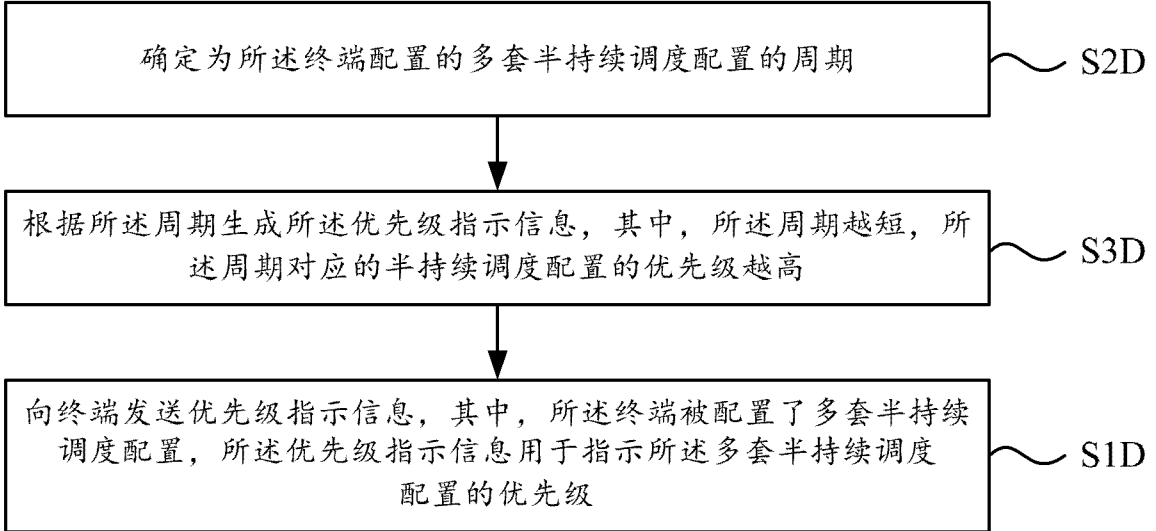 确定为所述终端配置的多套半持续调度配置的周期
S2D
根据所述周期生成所述优先级指示信息，其中，所述周期越短，所
述周期对应的半持续调度配置的优先级越高
S3D
向终端发送优先级指示信息，其中，所述终端被配置了多套半持续
调度配置，所述优先级指示信息用于指示所述多套半持续调度
配置的优先级
S1D